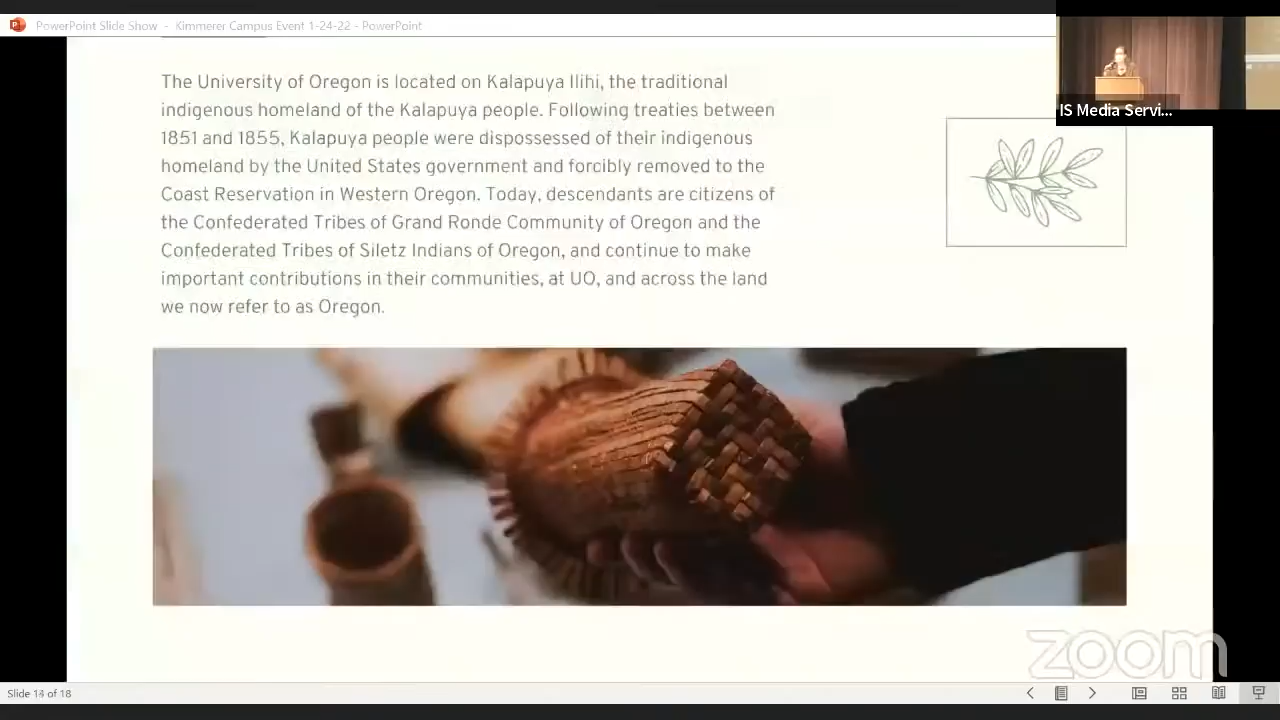 PowerPoint Slide Show - Kimmerer Campus Event 1-24-22 - PowerPoint
IS Media Servi...
The University of Oregon is located on Kalapuya Ilihi, the traditional
indigenous homeland of the Kalapuya people. Following treaties between
1851 and 1855, Kalapuya people were dispossessed of their indigenous
homeland by the United States government and forcibly removed to the
Coast Reservation in Western Oregon. Today, descendants are citizens of
the Confederated Tribes of Grand Ronde Community of Oregon and the
Confederated Tribes of Siletz Indians of Oregon, and continue to make
important contributions in their communities, at UO, and across the land
we now refer to as Oregon.
zoom
Slide 14 of 18